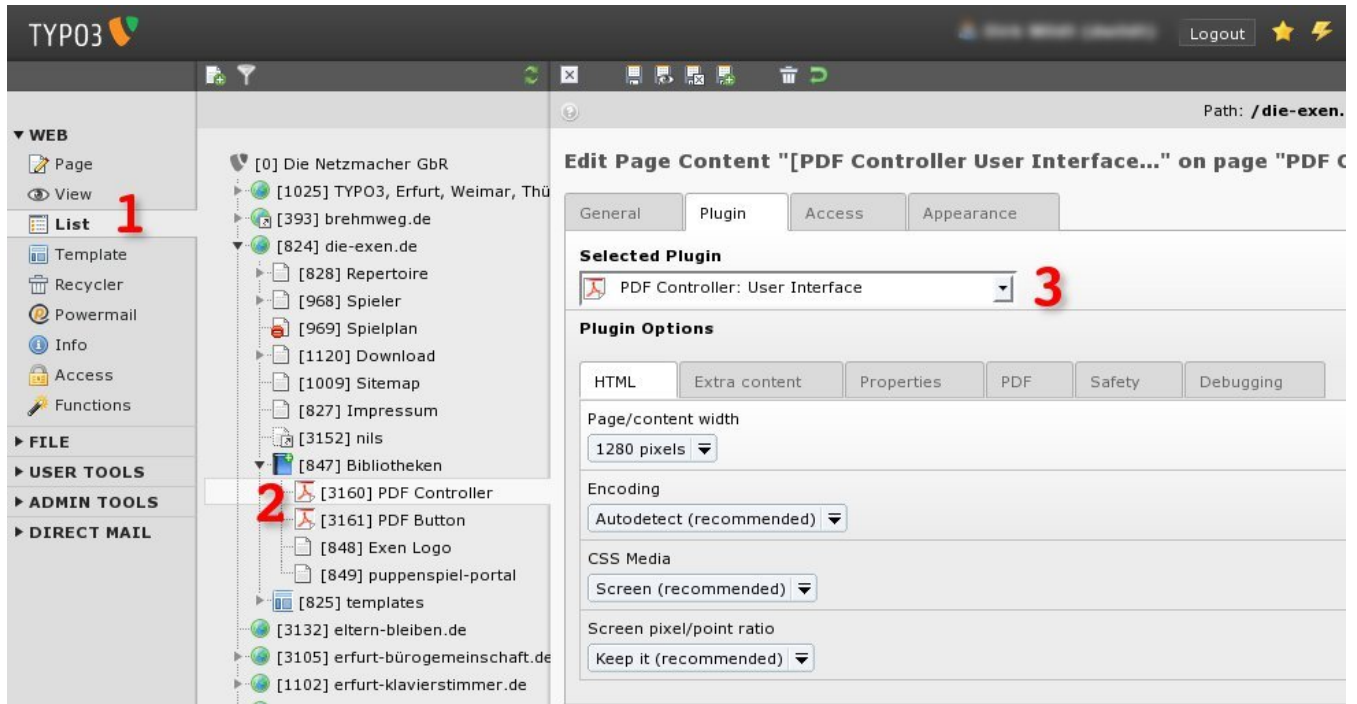 TYPO3
Logout
Path: /die-exen.
WEB
Page
View
List
1
Template
Recycler
Powermail
Info
Access
Functions
FILE
USER TOOLS
ADMIN TOOLS
DIRECT MAIL
[0] Die Netzmacher GbR
[1025] TYPO3, Erfurt, Weimar, Thü
[393] brehmweg.de
[824] die-exen.de
[828] Repertoire
[968] Spieler
[969] Spielplan
[1120] Download
[1009] Sitemap
[827] Impressum
[3152] nils
[847] Bibliotheken
2
[3160] PDF Controller
[3161] PDF Button
[848] Exen Logo
[849] puppenspiel-portal
[825] templates
[3132] eltern-bleiben.de
[3105] erfurt-bürogemeinschaft.de
[1102] erfurt-klavierstimmer.de
Edit Page Content "[PDF Controller User Interface..." on page "PDF C
General Plugin Access Appearance
Selected Plugin
PDF Controller: User Interface 3
Plugin Options
HTML Extra content Properties PDF Safety Debugging
Page/content width
1280 pixels
Encoding
Autodetect (recommended)
CSS Media
Screen (recommended)
Screen pixel/point ratio
Keep it (recommended)